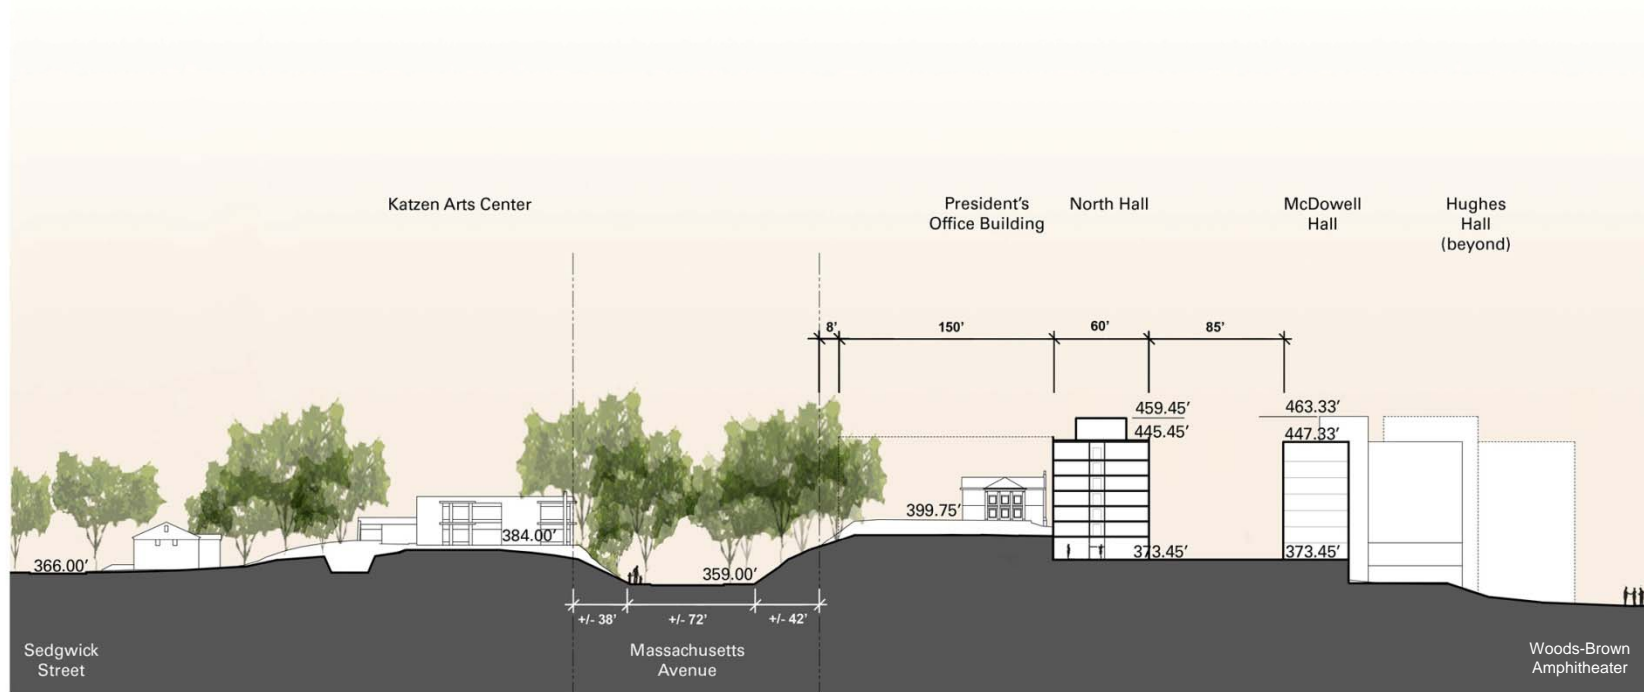 Katzen Arts Center
President’s
Office Building
North Hall
McDowell
Hall
Hughes
Hall
(beyond)
8’
150’
60’
85’
459.45’
445.45’
463.33’
447.33’
399.75’
384.00’
373.45’
373.45’
366.00’
359.00’
+/- 38’
+/- 72’
+/- 42’
Sedgwick
Street
Massachusetts
Avenue
Woods-Brown
Amphitheater